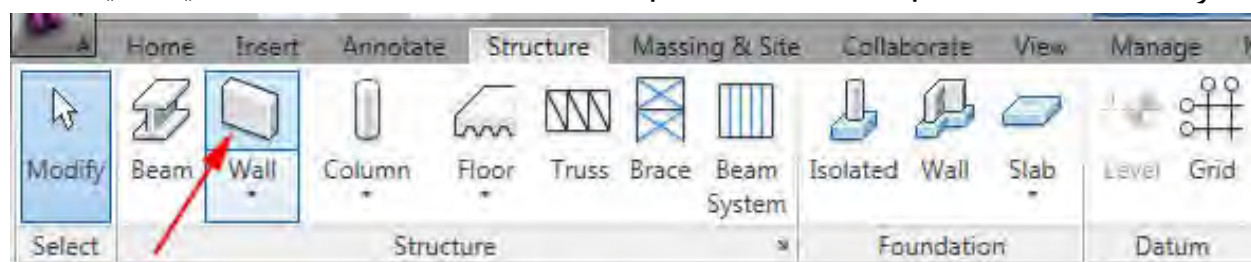 Home Insert Annotate Structure Massing & Site Collaborate View Manage
Modify Beam Wall Column Floor Truss Brace Beam System Isolated Wall Slab Level Grid
Select Structure Foundation Datum